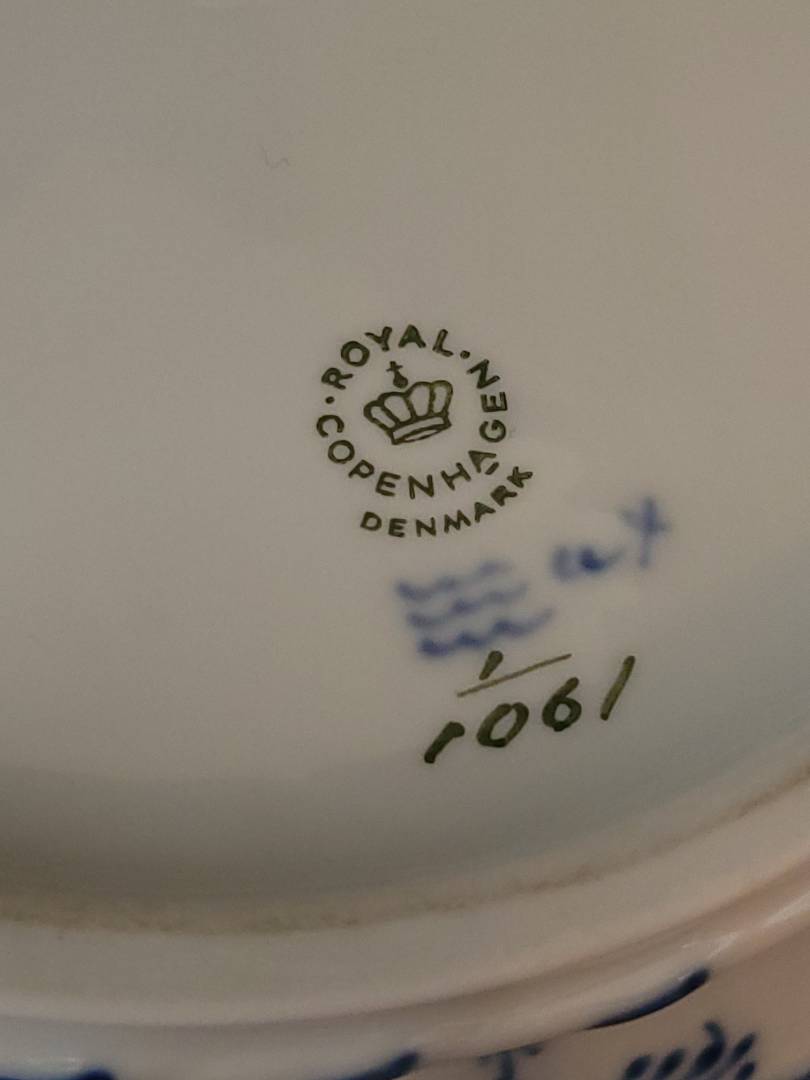 ROYAL
COPENHAGEN
DENMARK
1
1061